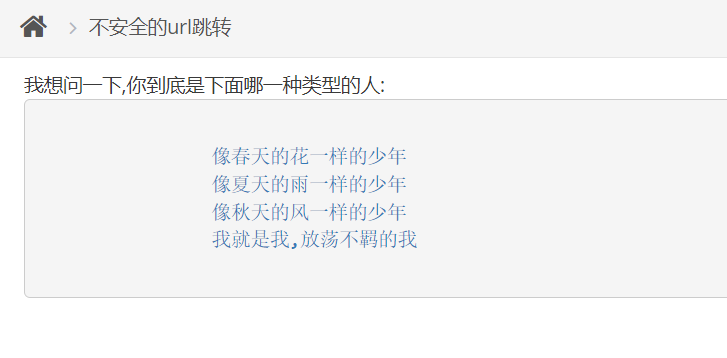 不安全的url跳转
我想问一下,你到底是下面哪一种类型的人:
像春天的花一样的少年
像夏天的雨一样的少年
像秋天的风一样的少年
我就是我,放荡不羁的我